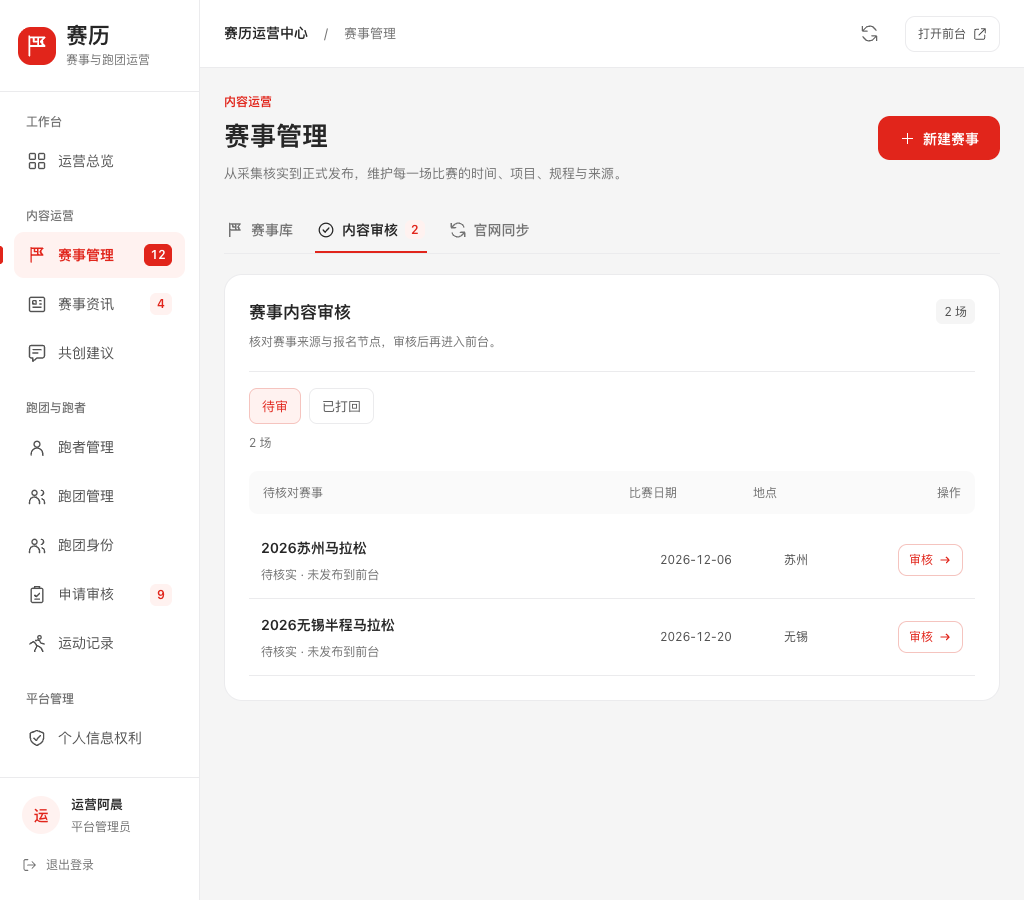 赛历
赛事与跑团运营
工作台
运营总览
内容运营
赛事管理 12
赛事资讯 4
共创建议
跑团与跑者
跑者管理
跑团管理
跑团身份
申请审核 9
运动记录
平台管理
个人信息权利
运 运营阿晨
平台管理员
退出登录
赛历运营中心 / 赛事管理
打开前台
内容运营
赛事管理
从采集核实到正式发布，维护每一场比赛的时间、项目、规程与来源。
新建赛事
赛事库 内容审核 2 官网同步
赛事内容审核 2 场
核对赛事来源与报名节点，审核后再进入前台。
待审 已打回
2 场
待核对赛事 比赛日期 地点 操作
2026苏州马拉松
待核实 · 未发布到前台
2026-12-06 苏州 审核 →
2026无锡半程马拉松
待核实 · 未发布到前台
2026-12-20 无锡 审核 →